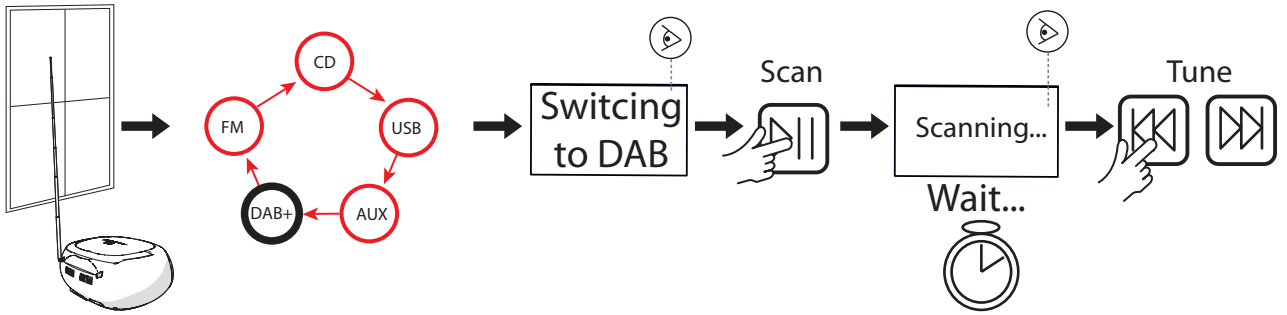 CD
FM
USB
DAB+
AUX
Switcing
to DAB
Scan
Scanning...
Wait...
Tune